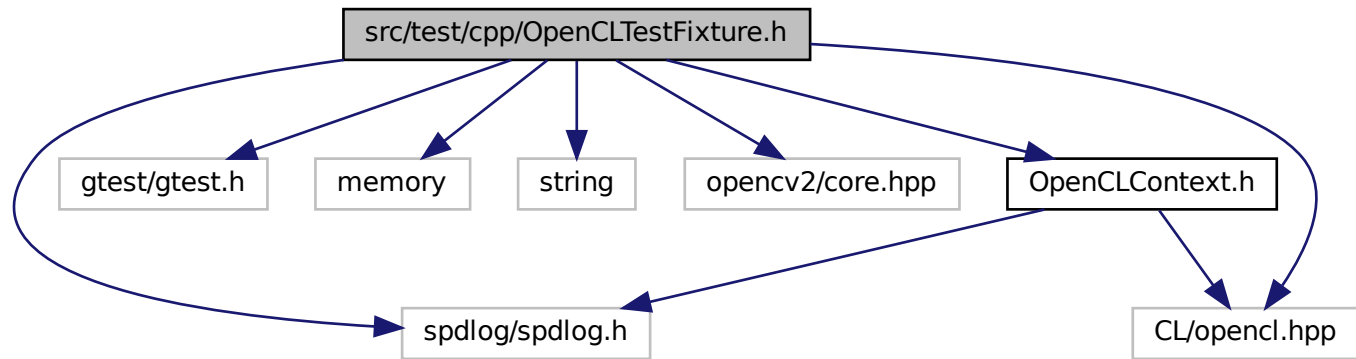 src/test/cpp/OpenCLTestFixture.h
gtest/gtest.h
memory
string
opencv2/core.hpp
OpenCLContext.h
spdlog/spdlog.h
CL/opencl.hpp